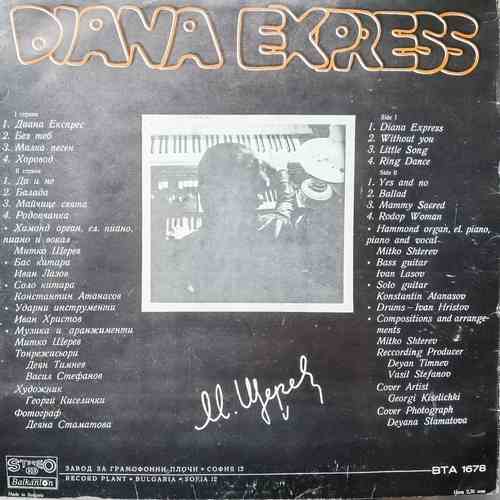 DIANA EXPRESS
I страна
1. Диана Експрес
2. Без теб
3. Малка песен
4. Хоровод
II страна
1. Да и не
2. Балада
3. Майчице свята
4. Родопчанка
• Хамонд орган, ел. пиано,
пиано и вокал
Митко Щерев
• Бас китара
Иван Лазов
• Соло китара
Константин Атанасов
• Ударни инструменти
Иван Христов
• Музика и аранжименти
Митко Щерев
Тонрежисьори
Деян Тимнев
Васил Стефанов
Художник
Георги Киселички
Фотограф
Деяна Стаматова
Side I
1. Diana Express
2. Without you
3. Little Song
4. Ring Dance
Side II
1. Yes and no
2. Ballad
3. Mammy Sacred
4. Rodop Woman
• Hammond organ, el. piano,
piano and vocal-
Mitko Shterev
• Bass guitar
Ivan Lasov
• Solo guitar
Konstantin Atanasov
• Drums – Ivan Hristov
• Compositions and arrange-
ments
Mitko Shterev
Reccording Producer
Deyan Timnev
Vasil Stefanov
Cover Artist
Georgi Kiselichki
Cover Photograph
Deyana Stamatova
М. Щерев
STEREO
Balkanton
Made in Bulgaria
ЗАВОД ЗА ГРАМОФОННИ ПЛОЧИ • СОФИЯ 12
RECORD PLANT • BULGARIA • SOFIA 12
BTA 1678